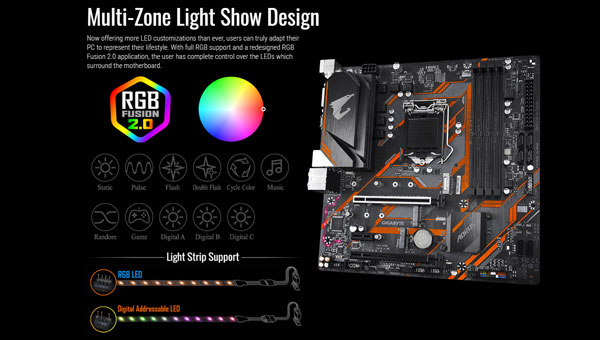 Multi-Zone Light Show Design
Now offering more LED customizations than ever, users can truly adapt their
PC to represent their lifestyle. With full RGB support and a redesigned RGB
Fusion 2.0 application, the user has complete control over the LEDs which
surround the motherboard.
RGB
FUSION
2.0
Static
Pulse
Flash
Double Flash
Cycle Color
Music
Random
Game
Digital A
Digital B
Digital C
GIGABYTE
AORUS
Light Strip Support
RGB LED
Digital Addressable LED